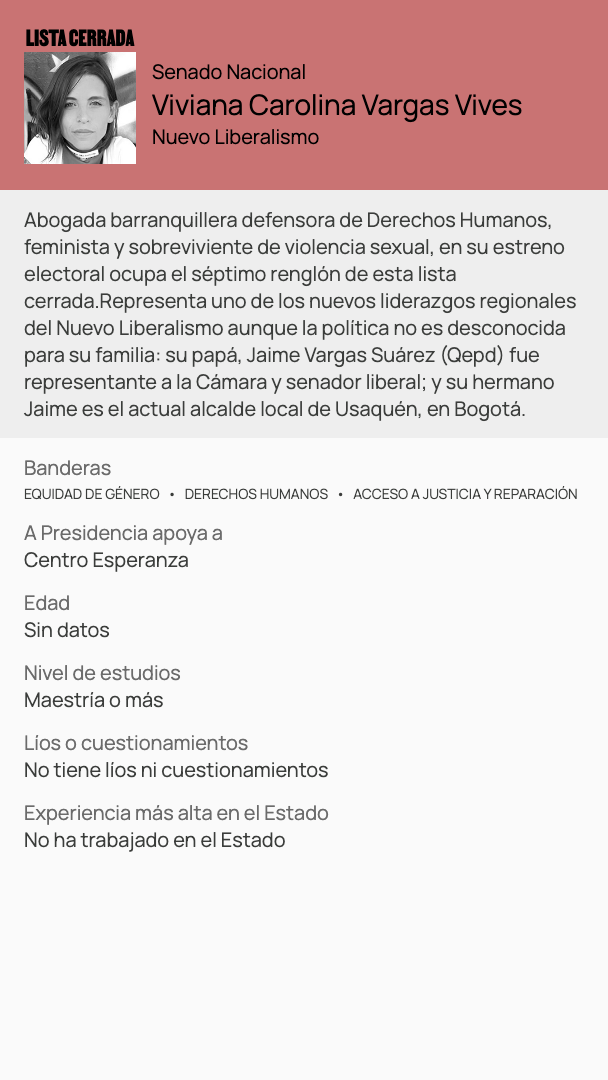 LISTA CERRADA
Senado Nacional
Viviana Carolina Vargas Vives
Nuevo Liberalismo
Abogada barranquillera defensora de Derechos Humanos,
feminista y sobreviviente de violencia sexual, en su estreno
electoral ocupa el séptimo renglón de esta lista
cerrada.Representa uno de los nuevos liderazgos regionales
del Nuevo Liberalismo aunque la política no es desconocida
para su familia: su papá, Jaime Vargas Suárez (Qepd) fue
representante a la Cámara y senador liberal; y su hermano
Jaime es el actual alcalde local de Usaquén, en Bogotá.
Banderas
EQUIDAD DE GÉNERO • DERECHOS HUMANOS • ACCESO A JUSTICIA Y REPARACIÓN
A Presidencia apoya a
Centro Esperanza
Edad
Sin datos
Nivel de estudios
Maestría o más
Líos o cuestionamientos
No tiene líos ni cuestionamientos
Experiencia más alta en el Estado
No ha trabajado en el Estado